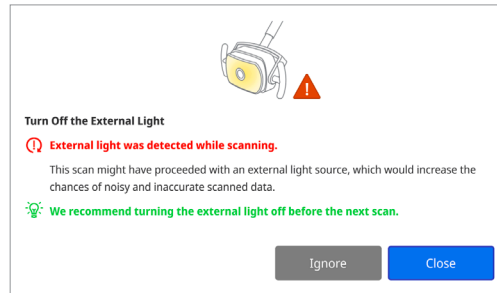 Turn Off the External Light
External light was detected while scanning.
This scan might have proceeded with an external light source, which would increase the
chances of noisy and inaccurate scanned data.
We recommend turning the external light off before the next scan.
Ignore
Close